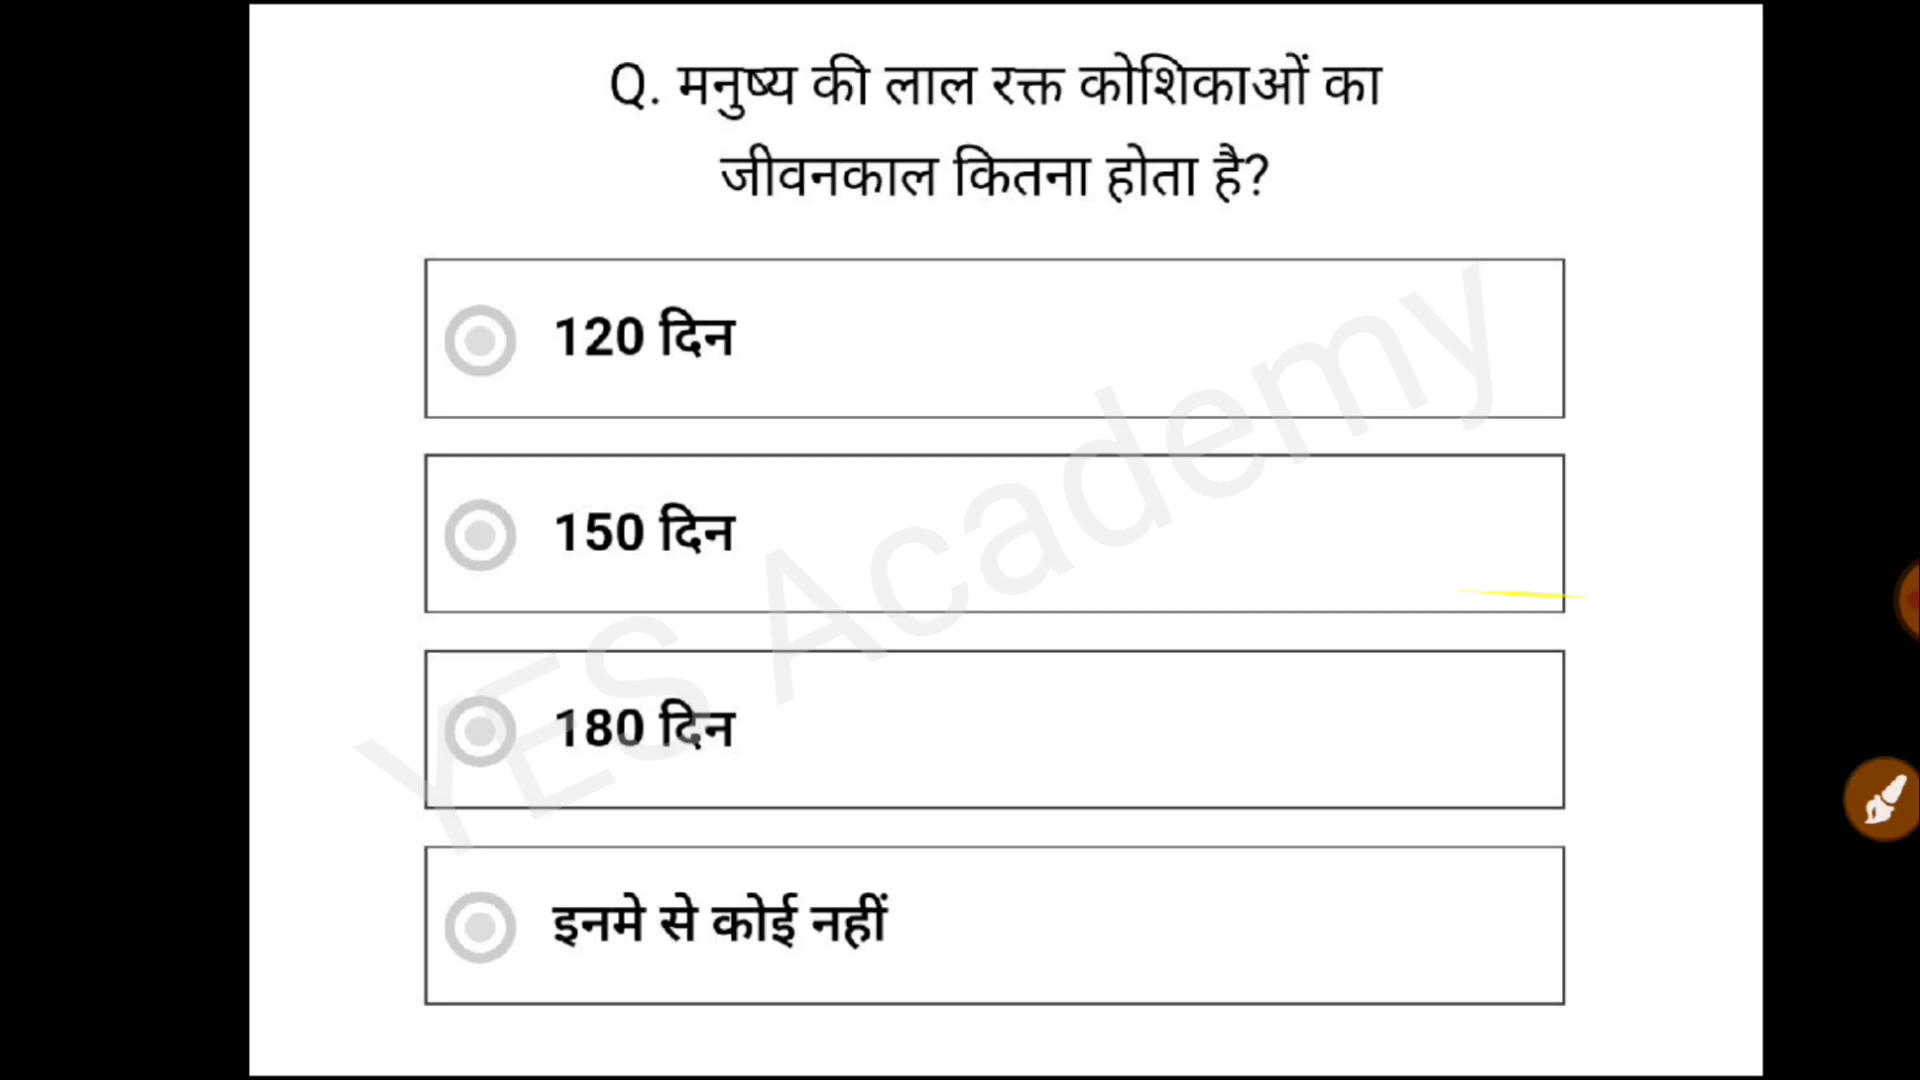 Q. मनुष्य की लाल रक्त कोशिकाओं का
जीवनकाल कितना होता है?
120 दिन
150 दिन
180 दिन
इनमे से कोई नहीं
YES Academy